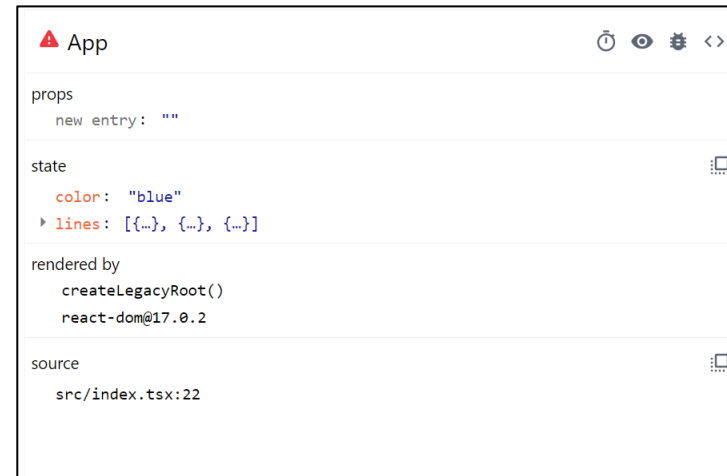 App
props
new entry: ""
state
color: "blue"
lines: [{…}, {…}, {…}]
rendered by
createLegacyRoot()
react-dom@17.0.2
source
src/index.tsx:22